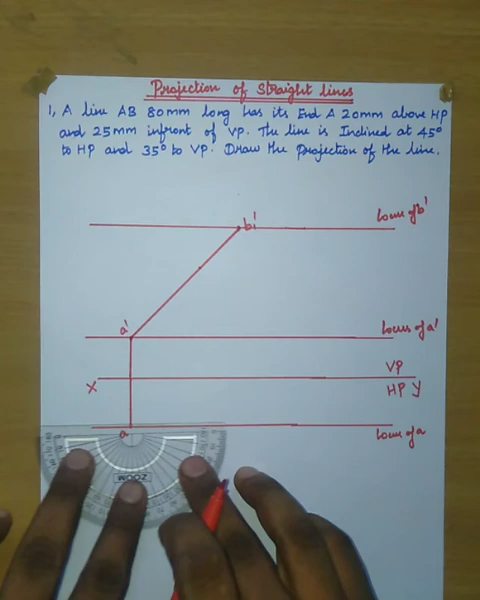 Projection of Straight lines
1, A line AB 80mm long has its End A 20mm above HP
and 25mm infront of VP. The line is Inclined at 45°
to HP and 35° to VP. Draw the Projection of the line.
locus of b'
b'
a'
locus of a'
VP
X
HP Y
a
locus of a
ZOOM